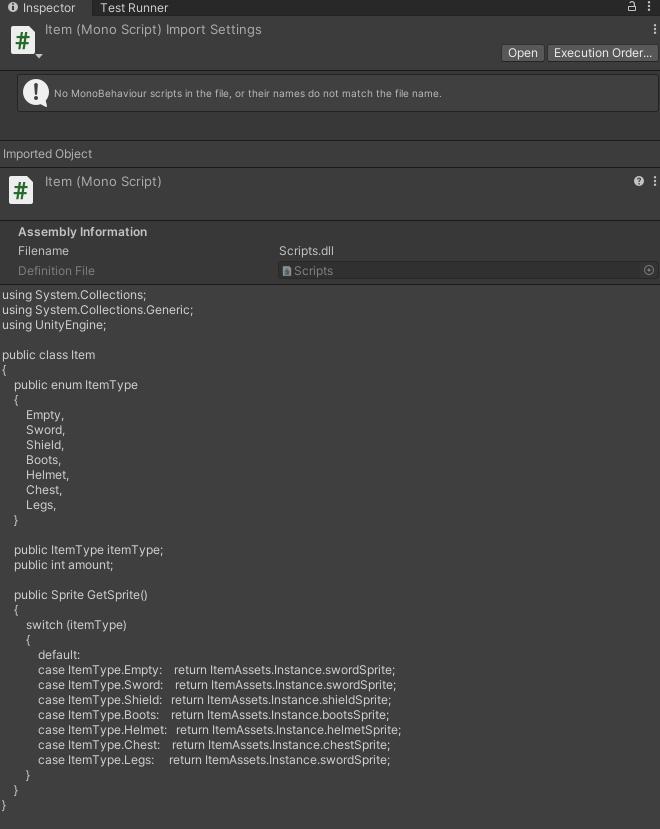 Inspector
Test Runner
Item (Mono Script) Import Settings
Open
Execution Order...
No MonoBehaviour scripts in the file, or their names do not match the file name.
Imported Object
Item (Mono Script)
Assembly Information
Filename Scripts.dll
Definition File Scripts
using System.Collections;
using System.Collections.Generic;
using UnityEngine;
public class Item
{
public enum ItemType
{
Empty,
Sword,
Shield,
Boots,
Helmet,
Chest,
Legs,
}
public ItemType itemType;
public int amount;
public Sprite GetSprite()
{
switch (itemType)
{
default:
case ItemType.Empty: return ItemAssets.Instance.swordSprite;
case ItemType.Sword: return ItemAssets.Instance.swordSprite;
case ItemType.Shield: return ItemAssets.Instance.shieldSprite;
case ItemType.Boots: return ItemAssets.Instance.bootsSprite;
case ItemType.Helmet: return ItemAssets.Instance.helmetSprite;
case ItemType.Chest: return ItemAssets.Instance.chestSprite;
case ItemType.Legs: return ItemAssets.Instance.swordSprite;
}
}
}